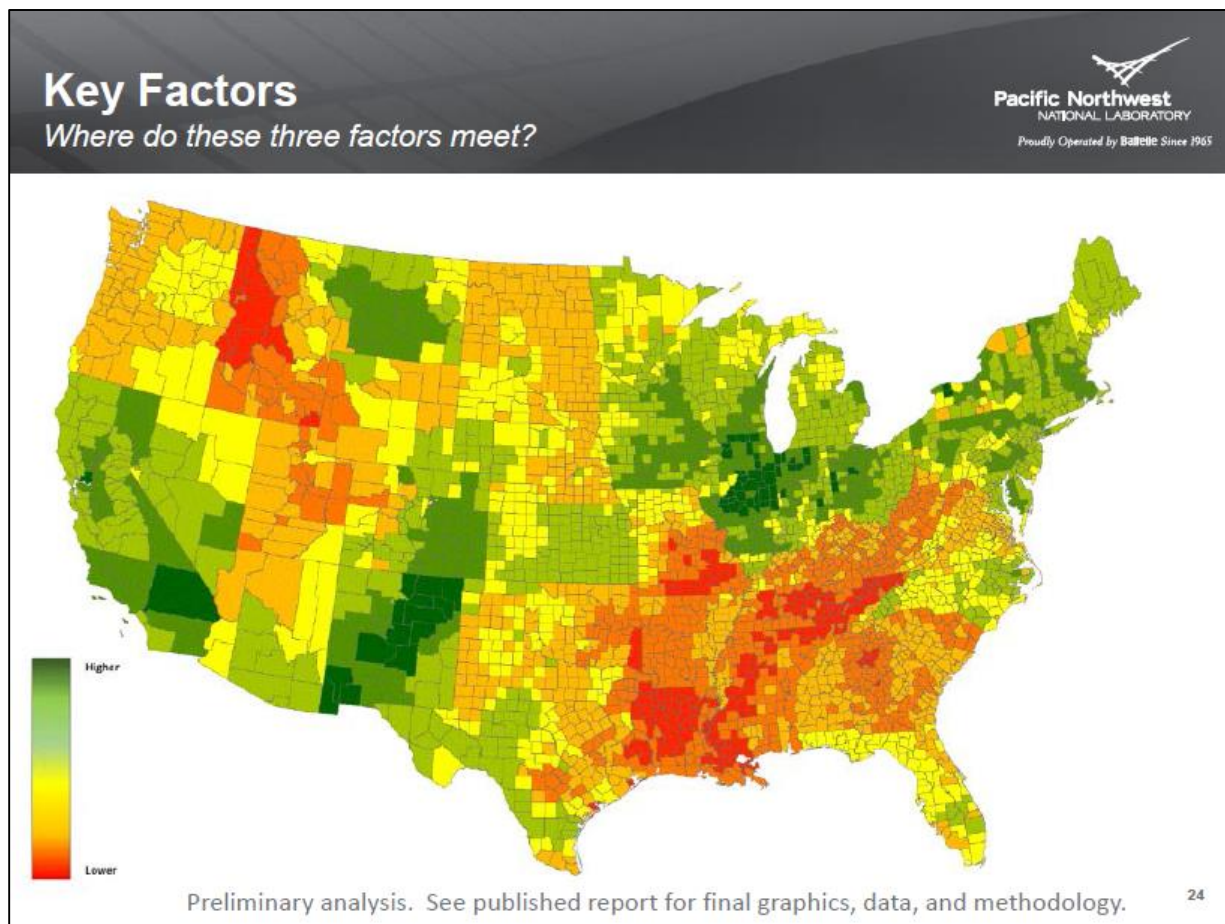 Key Factors
Where do these three factors meet?
Pacific Northwest
NATIONAL LABORATORY
Proudly Operated by Battelle Since 1965
Higher
Lower
Preliminary analysis. See published report for final graphics, data, and methodology.
24